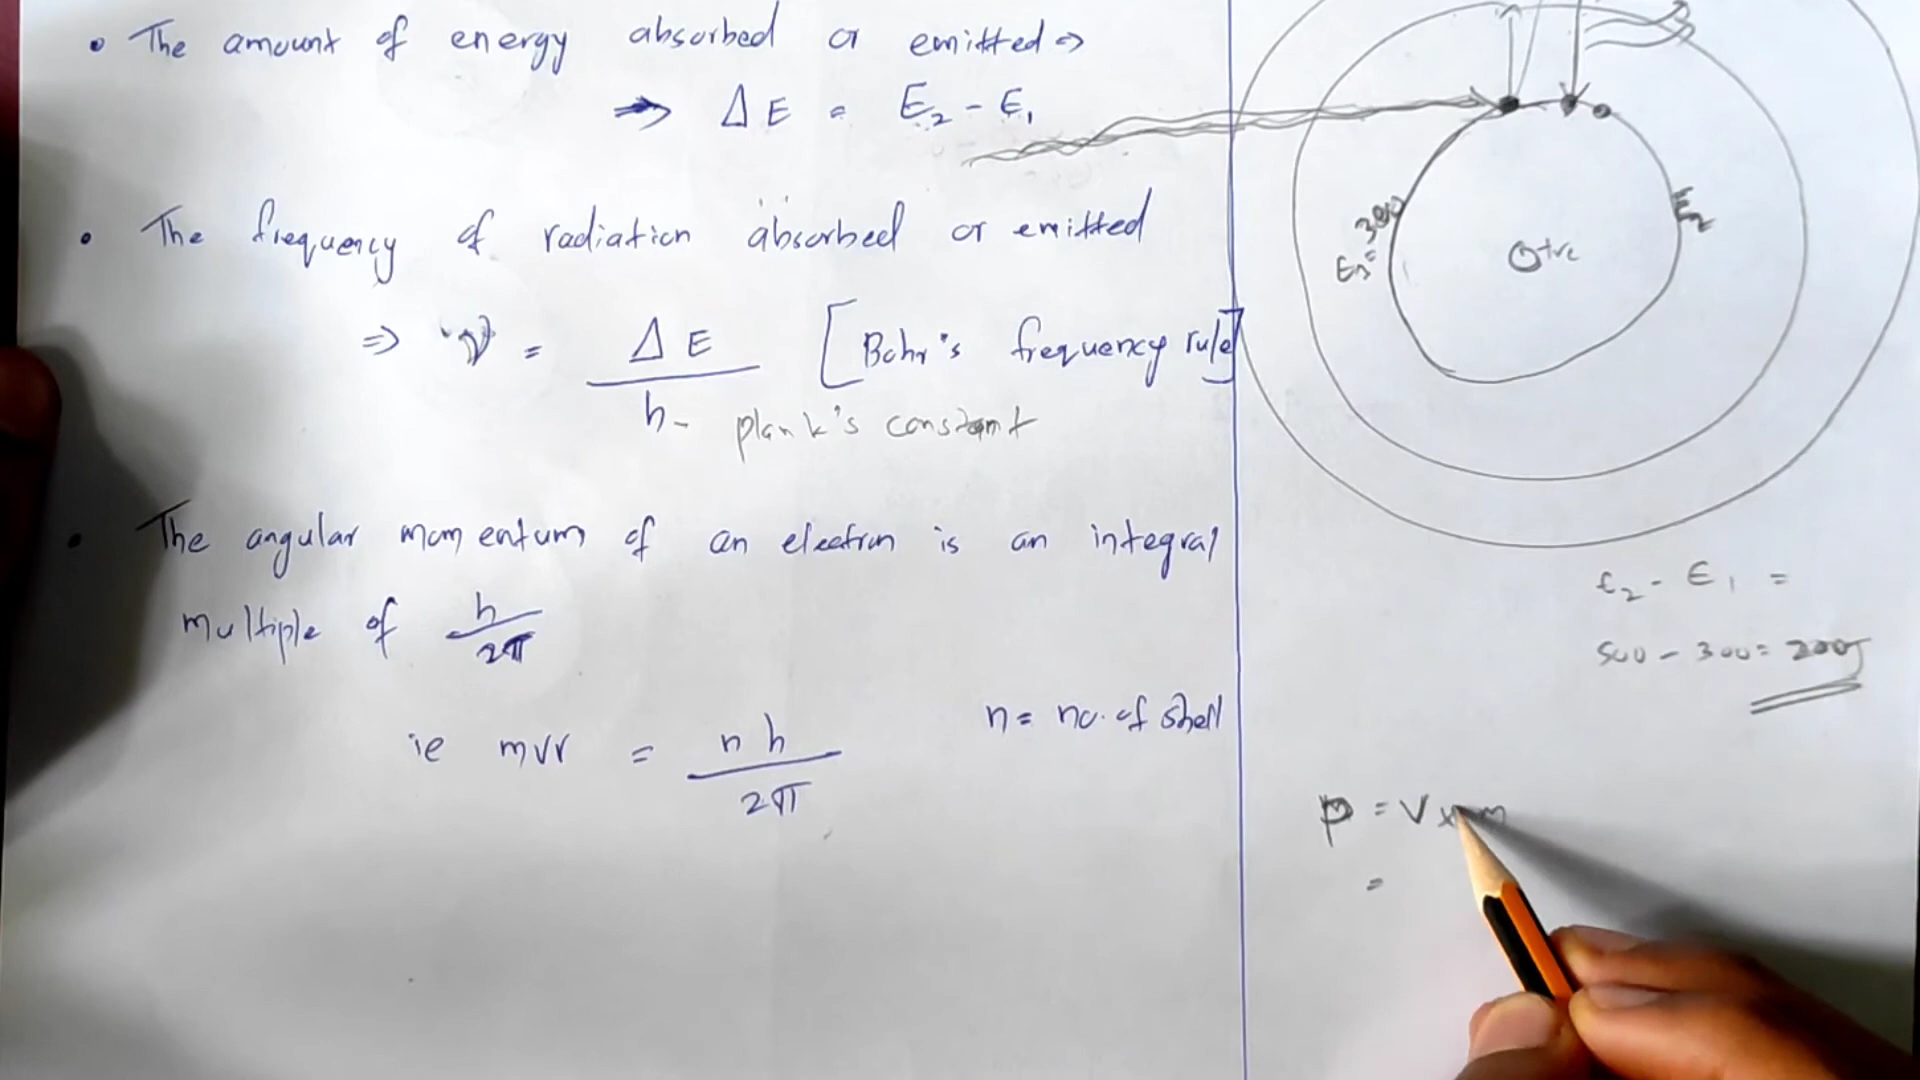 • The amount of energy absorbed or emitted ⇒
⇒ ΔE = E₂ - E₁
• The frequency of radiation absorbed or emitted
⇒ 'ν' = ΔE / h [Bohr's frequency rule]
h - plank's constant
• The angular momentum of an electron is an integral
multiple of h / 2π
ie mvr = nh / 2π
n = no. of shell
300
+ve
E₂ - E₁ =
500 - 300 = 200J
p = v x m
=